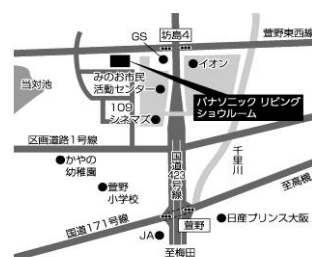 GS
坊島4
萱野東西線
イオン
当対池
みのお市民
活動センター
パナソニック リビング
ショウルーム
109
シネマズ
区画道路1号線
かやの
幼稚園
国道
423
号線
千里川
至高槻
萱野
小学校
萱野
日産プリンス大阪
国道171号線
JA
至梅田